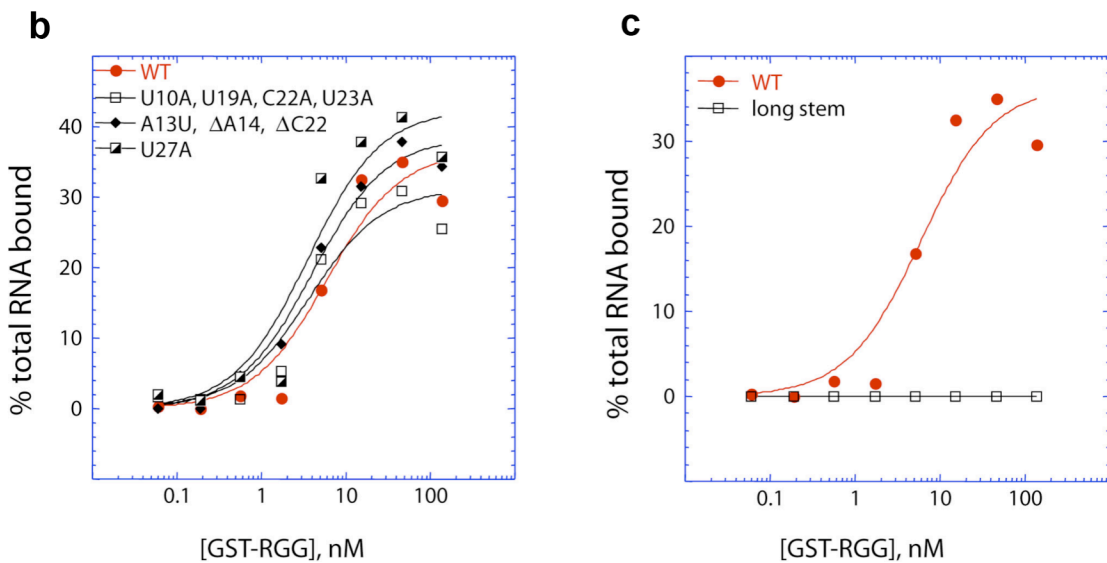 b
WT
U10A, U19A, C22A, U23A
A13U, ΔA14, ΔC22
U27A
40
30
20
10
0
% total RNA bound
0.1 1 10 100
[GST-RGG], nM
c
WT
long stem
30
20
10
0
% total RNA bound
0.1 1 10 100
[GST-RGG], nM